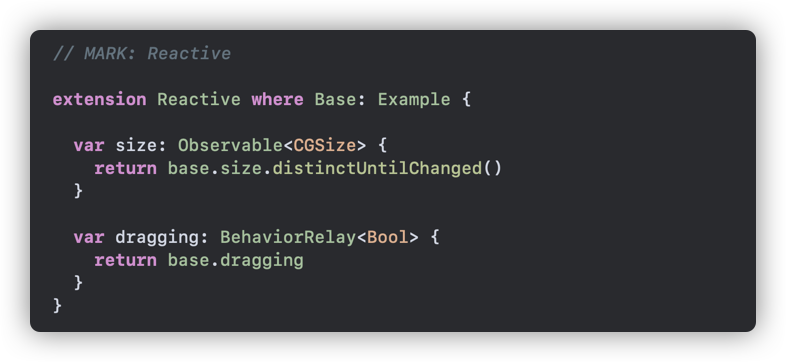 // MARK: Reactive

extension Reactive where Base: Example {

  var size: Observable<CGSize> {
    return base.size.distinctUntilChanged()
  }

  var dragging: BehaviorRelay<Bool> {
    return base.dragging
  }
}